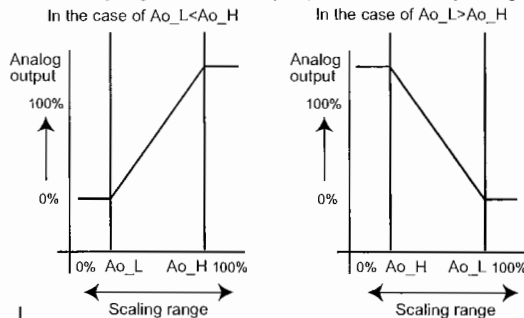 In the case of Ao_L<Ao_H
Analog
output
100%
0%
0% Ao_L Ao_H 100%
Scaling range
In the case of Ao_L>Ao_H
Analog
output
100%
0%
0% Ao_H Ao_L 100%
Scaling range